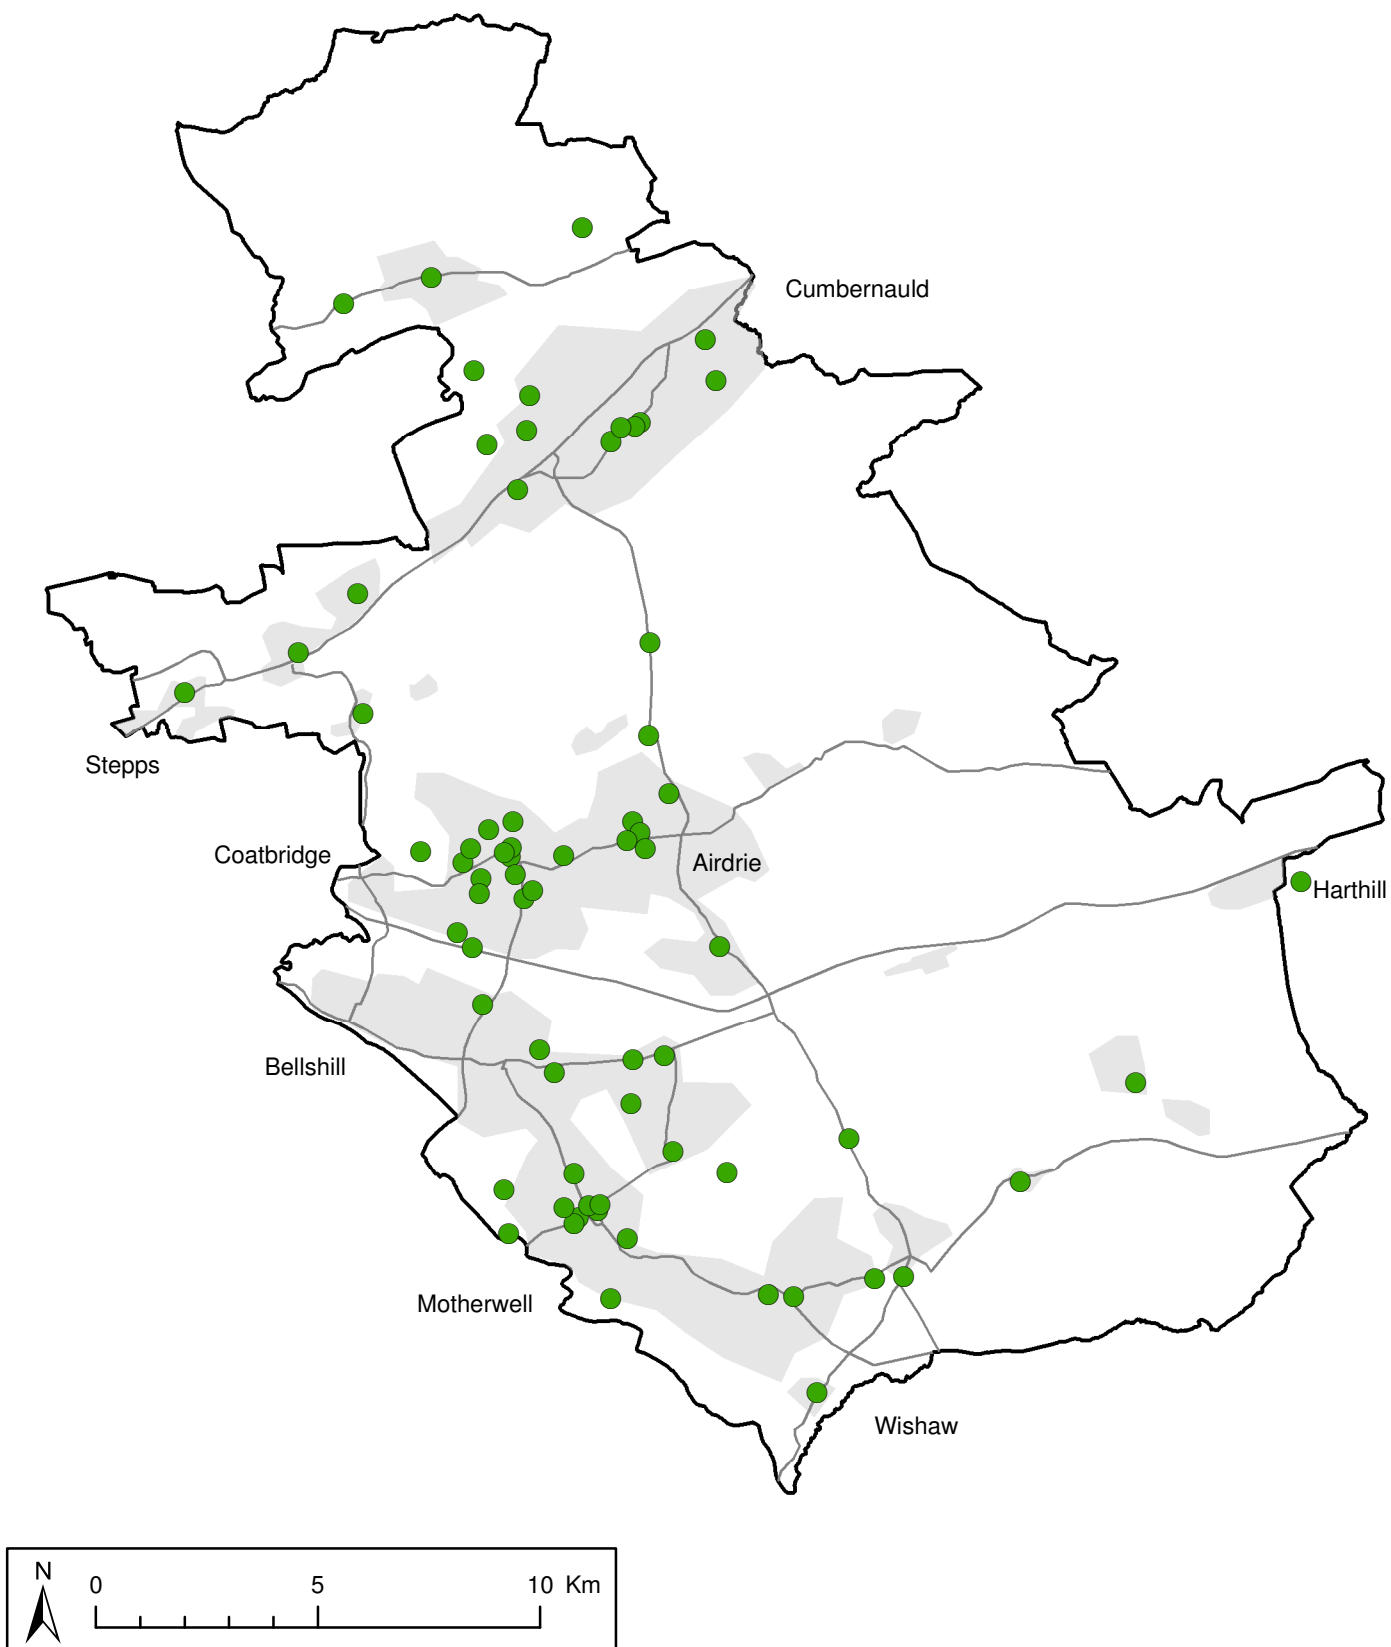 Cumbernauld
Stepps
Coatbridge
Airdrie
Harthill
Bellshill
Motherwell
Wishaw
N
0 5 10 Km